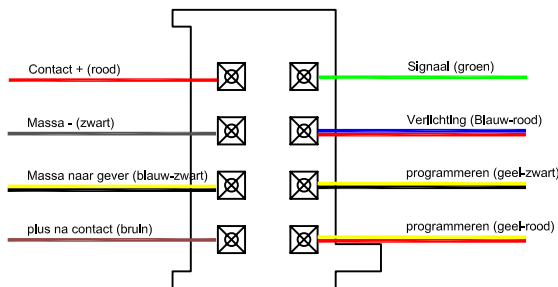 Contact + (rood)
Signaal (groen)
Massa - (zwart)
Verlichting (Blauw-rood)
Massa naar gever (blauw-zwart)
programmeren (geel-zwart)
plus na contact (bruin)
programmeren (geel-rood)